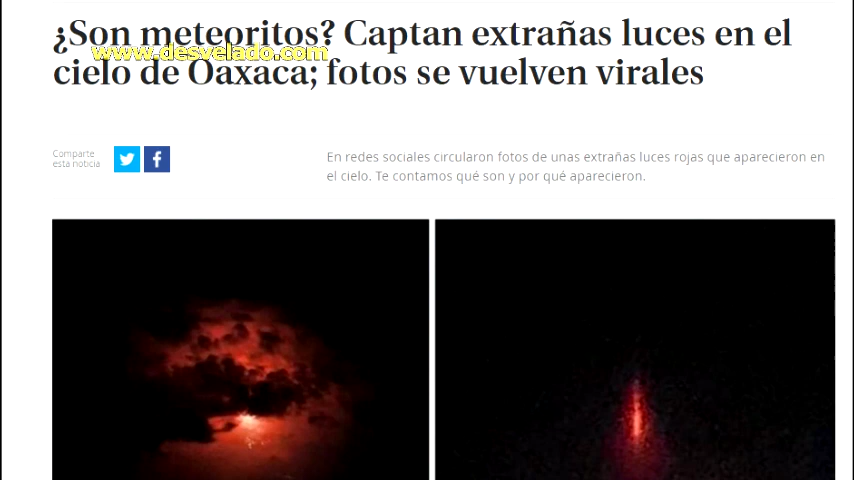 ¿Son meteoritos? Captan extrañas luces en el
www.desvelado.com
cielo de Oaxaca; fotos se vuelven virales
Comparte
esta noticia
En redes sociales circularon fotos de unas extrañas luces rojas que aparecieron en
el cielo. Te contamos qué son y por qué aparecieron.